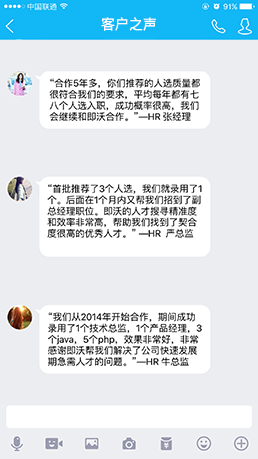 中国联通
91%
客户之声
“合作5年多，你们推荐的人选质量都
很符合我们的要求，平均每年都有七
八个人选入职，成功概率很高，我们
会继续和即沃合作。”—HR 张经理
“首批推荐了3个人选，我们就录用了1
个。后面在1个月内又帮我们招到了副
总经理职位。即沃的人才搜寻精准度
和效率非常高，帮助我们找到了契合
度很高的优秀人才。” —HR 严总监
“我们从2014年开始合作，期间成功
录用了1个技术总监，1个产品经理，3
个java，5个php，效果非常好，非常
感谢即沃帮我们解决了公司快速发展
期急需人才的问题。”—HR 牛总监